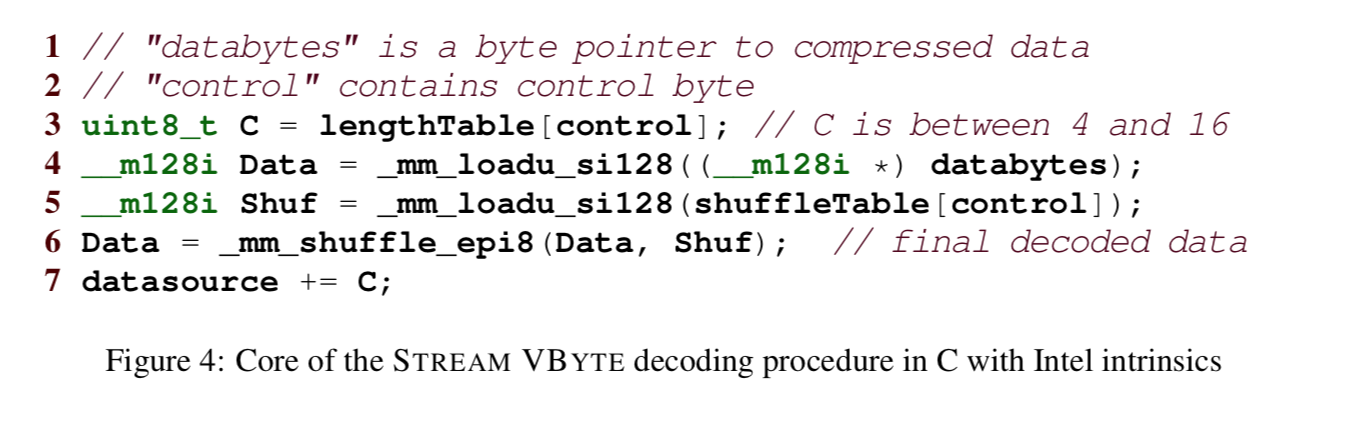 1 // "databytes" is a byte pointer to compressed data
2 // "control" contains control byte
3 uint8_t C = lengthTable[control]; // C is between 4 and 16
4 __m128i Data = _mm_loadu_si128((__m128i *) databytes);
5 __m128i Shuf = _mm_loadu_si128(shuffleTable[control]);
6 Data = _mm_shuffle_epi8(Data, Shuf); // final decoded data
7 datasource += C;
Figure 4: Core of the STREAM VBYTE decoding procedure in C with Intel intrinsics